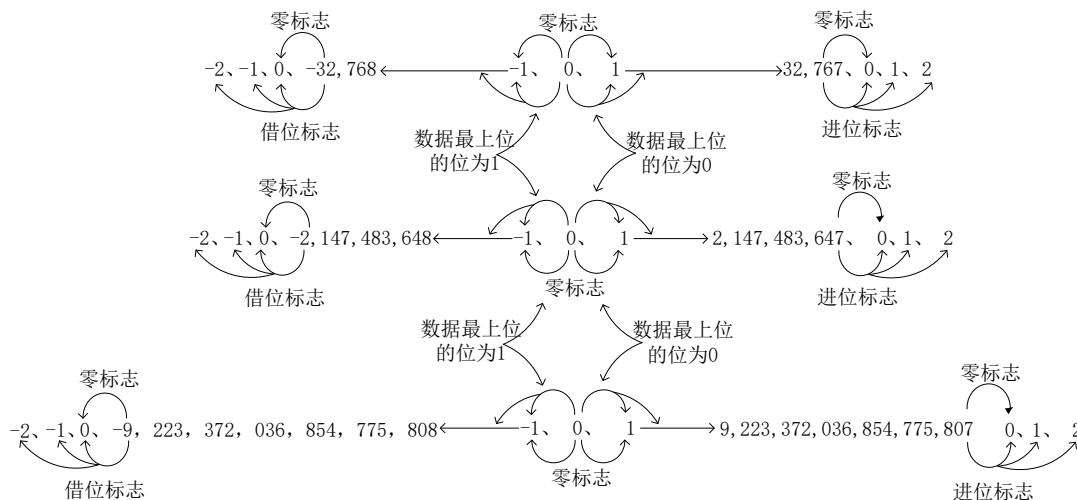 零标志 零标志 零标志
-2、-1、0、-32,768 -1、 0、 1 32,767、0、1、2
借位标志 进位标志
数据最上位的位为1 数据最上位的位为0
零标志 零标志
-2、-1、0、-2,147,483,648 -1、 0、 1 2,147,483,647、 0、1、 2
借位标志 零标志 进位标志
数据最上位的位为1 数据最上位的位为0
零标志 零标志
-2、-1、0、-9, 223, 372, 036, 854, 775, 808 -1、 0、 1 9,223,372,036,854,775,807 0、1、 2
借位标志 零标志 进位标志